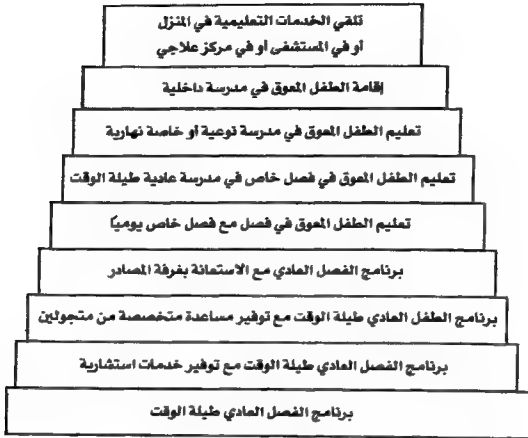 تلقي الخدمات التعليمية في المنزل
أو في المستشفى أو في مركز علاجي
إقامة الطفل المعوق في مدرسة داخلية
تعليم الطفل المعوق في مدرسة نوعية أو خاصة نهارية
تعليم الطفل المعوق في فصل خاص في مدرسة عادية طيلة الوقت
تعليم الطفل المعوق في فصل مع فصل خاص يوميًا
برنامج الفصل العادي مع الاستعانة بغرفة المصادر
برنامج الطفل العادي طيلة الوقت مع توفير مساعدة متخصصة من متجولين
برنامج الفصل العادي طيلة الوقت مع توفير خدمات استشارية
برنامج الفصل العادي طيلة الوقت